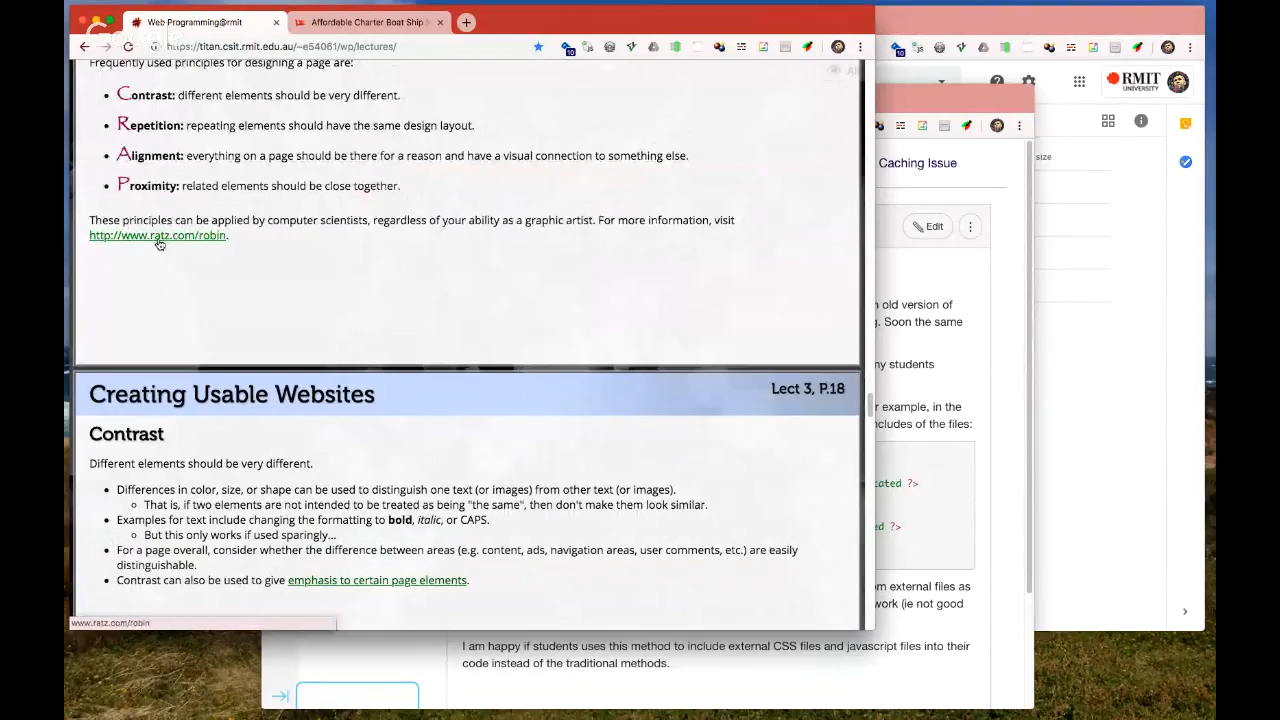 Google
Web Programming@rmit
Affordable Charter Boat Ship
https://titan.csit.rmit.edu.au/~e54061/wp/lectures/
Frequently used principles for designing a page are:
Contrast: different elements should be very different.
Repetition: repeating elements should have the same design layout.
Alignment: everything on a page should be there for a reason and have a visual connection to something else.
Proximity: related elements should be close together.
These principles can be applied by computer scientists, regardless of your ability as a graphic artist. For more information, visit
http://www.ratz.com/robin.
Creating Usable Websites
Lect 3, P.18
Contrast
Different elements should be very different.
Differences in color, size, or shape can be used to distinguish one text (or images) from other text (or images).
That is, if two elements are not intended to be treated as being "the same", then don't make them look similar.
Examples for text include changing the formatting to bold, italic, or CAPS.
But this only works if used sparingly...
For a page overall, consider whether the difference between areas (e.g. content, ads, navigation areas, user comments, etc.) are easily
distinguishable.
Contrast can also be used to give emphasis to certain page elements.
www.ratz.com/robin
RMIT
UNIVERSITY
size
Caching Issue
Edit
n old version of
g. Soon the same
ny students
r example, in the
ncludes of the files:
cated ?>
ed ?>
om external files as
work (ie not good
I am happy if students uses this method to include external CSS files and javascript files into their
code instead of the traditional methods.